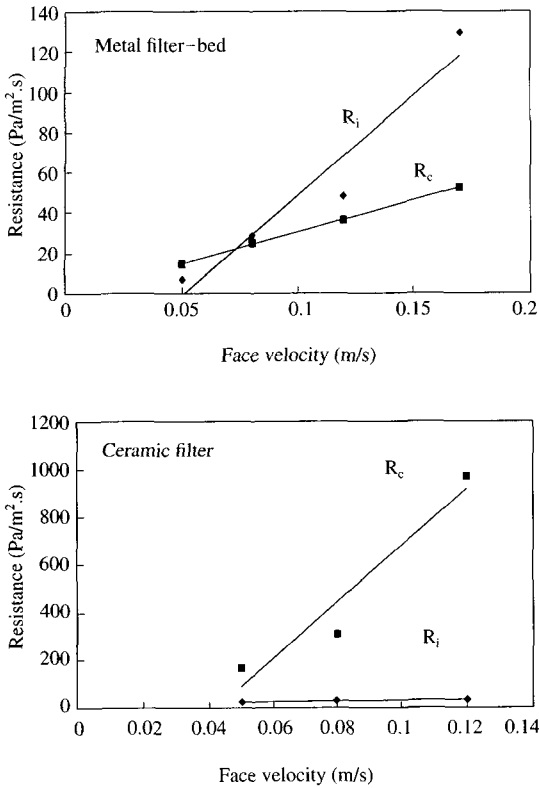 Metal filter-bed
Resistance (Pa/m².s)
140
120
100
80
60
40
20
0
Rᵢ
R꜀
0
0.05
0.1
0.15
0.2
Face velocity (m/s)
Ceramic filter
Resistance (Pa/m².s)
1200
1000
800
600
400
200
0
R꜀
Rᵢ
0
0.02
0.04
0.06
0.08
0.1
0.12
0.14
Face velocity (m/s)